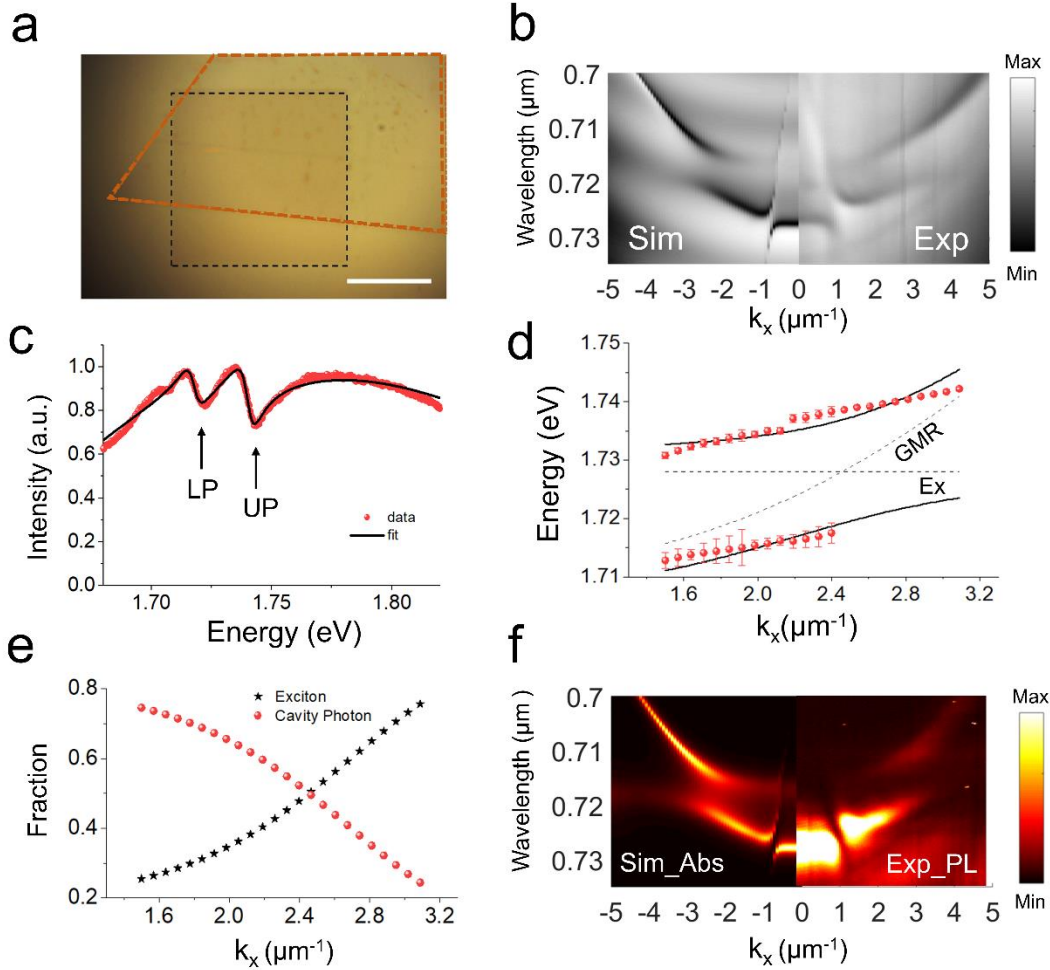 a
b
0.7
0.71
0.72
0.73
Wavelength (µm)
Sim
Exp
-5 -4 -3 -2 -1 0 1 2 3 4 5
kx (µm-1)
Max
Min
c
1.0
0.8
0.6
0.4
0.2
0.0
Intensity (a.u.)
LP
UP
data
fit
1.70 1.75 1.80
Energy (eV)
d
1.75
1.74
1.73
1.72
1.71
Energy (eV)
GMR
Ex
1.6 2.0 2.4 2.8 3.2
kx(µm-1)
e
0.8
0.6
0.4
0.2
Fraction
Exciton
Cavity Photon
1.6 2.0 2.4 2.8 3.2
kx (µm-1)
f
0.7
0.71
0.72
0.73
Wavelength (µm)
Sim_Abs
Exp_PL
-5 -4 -3 -2 -1 0 1 2 3 4 5
kx (µm-1)
Max
Min